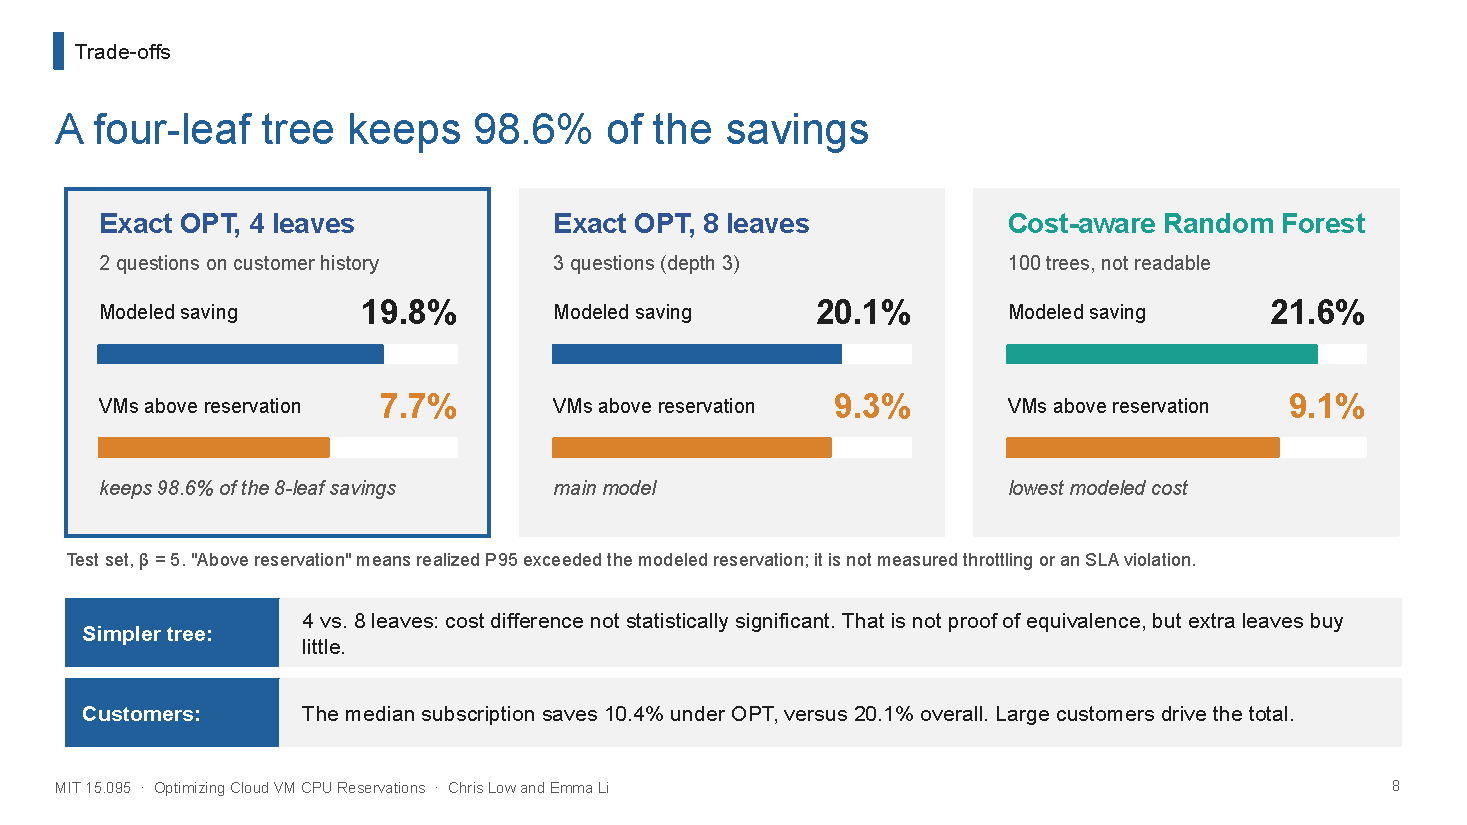 Trade-offs
A four-leaf tree keeps 98.6% of the savings
Exact OPT, 4 leaves
2 questions on customer history
Modeled saving 19.8%
VMs above reservation 7.7%
keeps 98.6% of the 8-leaf savings
Exact OPT, 8 leaves
3 questions (depth 3)
Modeled saving 20.1%
VMs above reservation 9.3%
main model
Cost-aware Random Forest
100 trees, not readable
Modeled saving 21.6%
VMs above reservation 9.1%
lowest modeled cost
Test set, β = 5. "Above reservation" means realized P95 exceeded the modeled reservation; it is not measured throttling or an SLA violation.
Simpler tree:
4 vs. 8 leaves: cost difference not statistically significant. That is not proof of equivalence, but extra leaves buy
little.
Customers:
The median subscription saves 10.4% under OPT, versus 20.1% overall. Large customers drive the total.
MIT 15.095 · Optimizing Cloud VM CPU Reservations · Chris Low and Emma Li
8